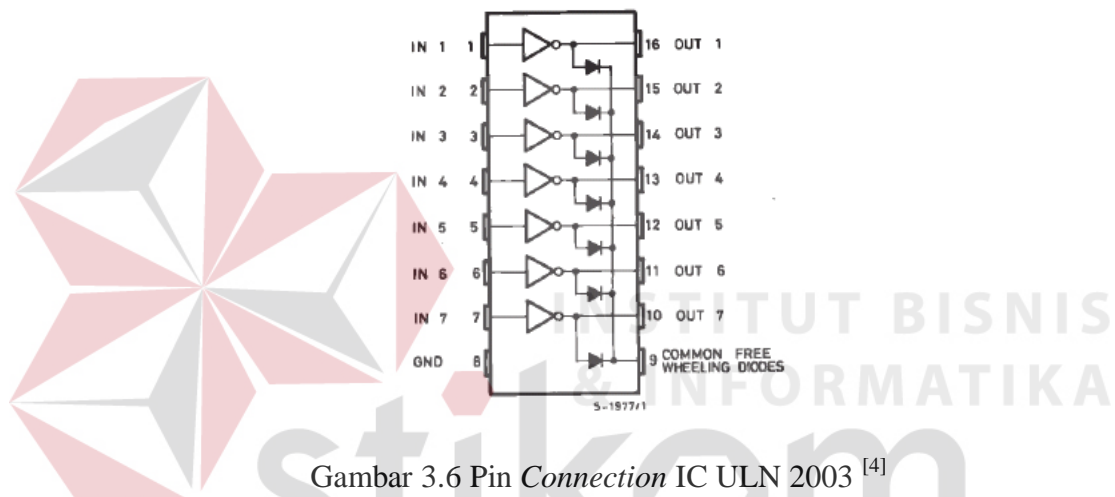 IN 1 1 16 OUT 1
IN 2 2 15 OUT 2
IN 3 3 14 OUT 3
IN 4 4 13 OUT 4
IN 5 5 12 OUT 5
IN 6 6 11 OUT 6
IN 7 7 10 OUT 7
GND 8 9 COMMON FREE
WHEELING DIODES
S-1977/1
INSTITUT BISNIS
& INFORMATIKA
stikom
Gambar 3.6 Pin Connection IC ULN 2003 [4]